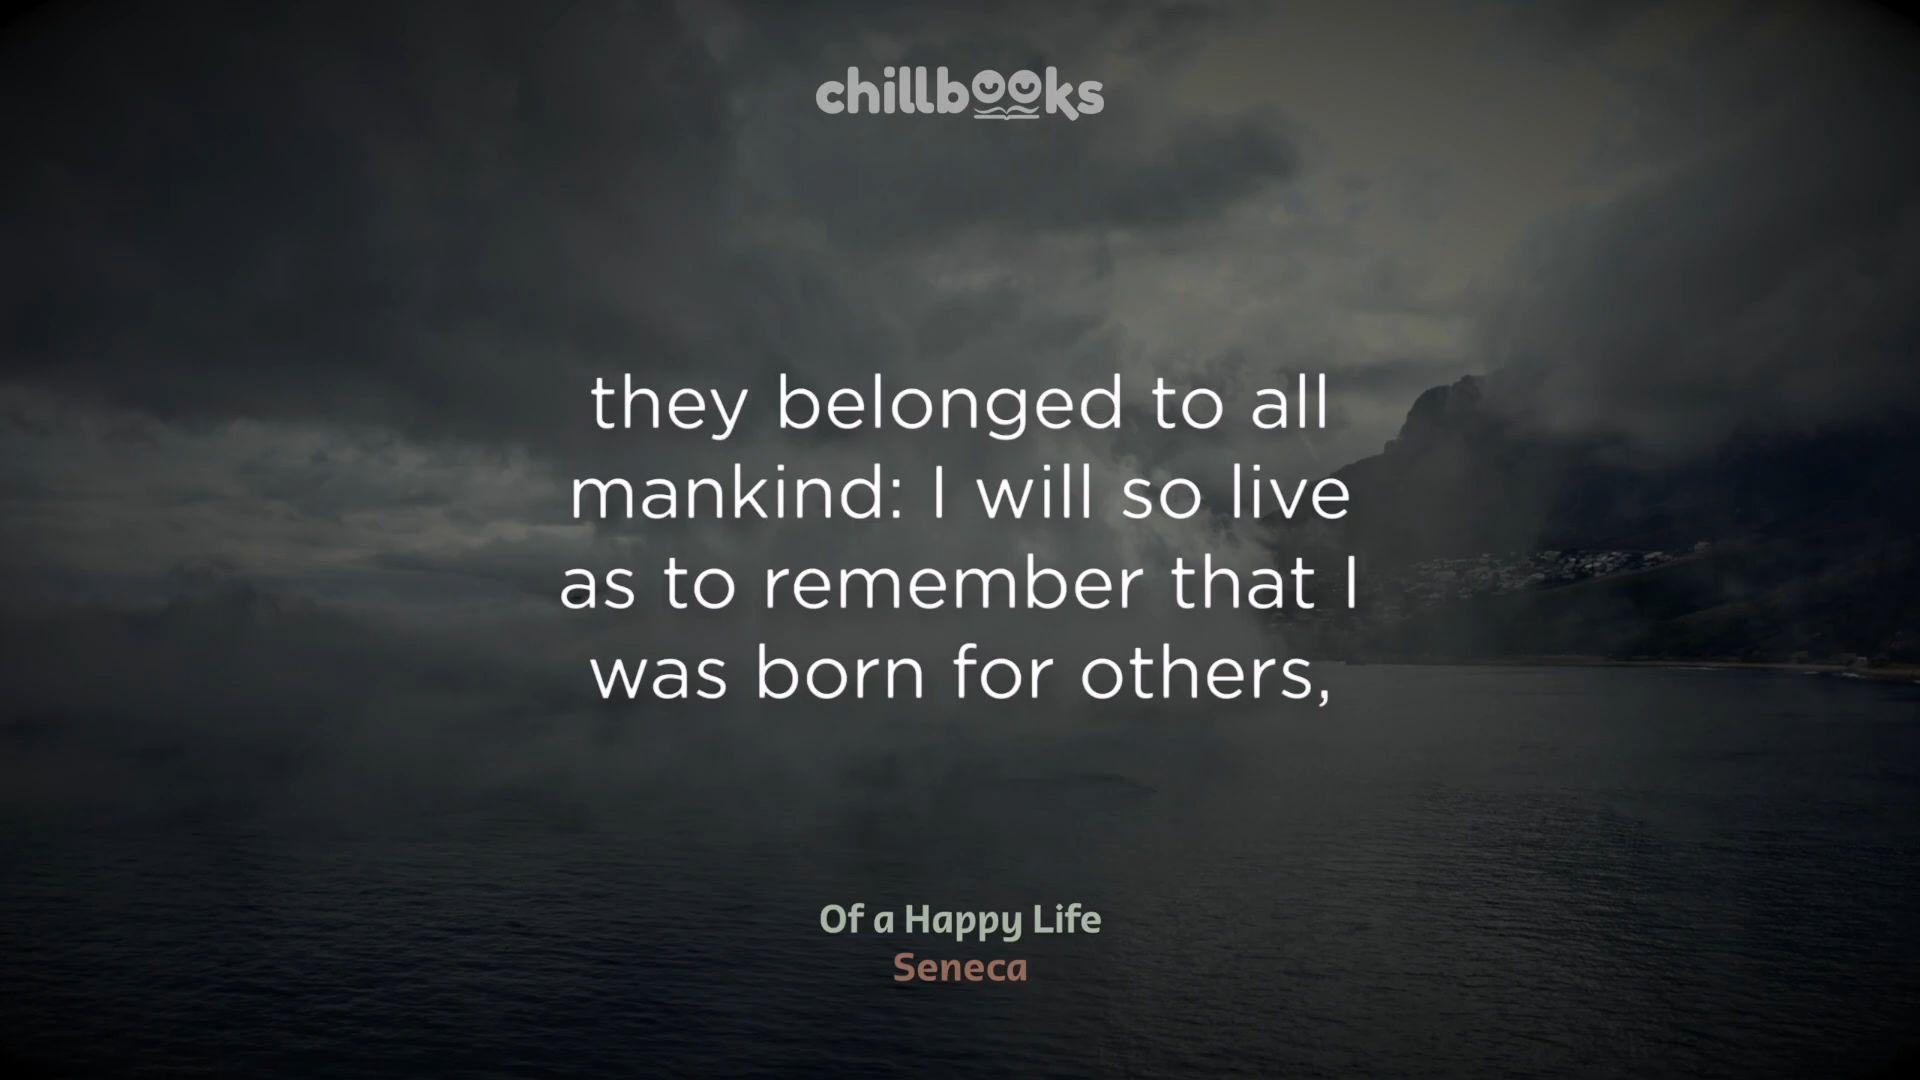 chillbooks
they belonged to all
mankind: I will so live
as to remember that I
was born for others,
Of a Happy Life
Seneca